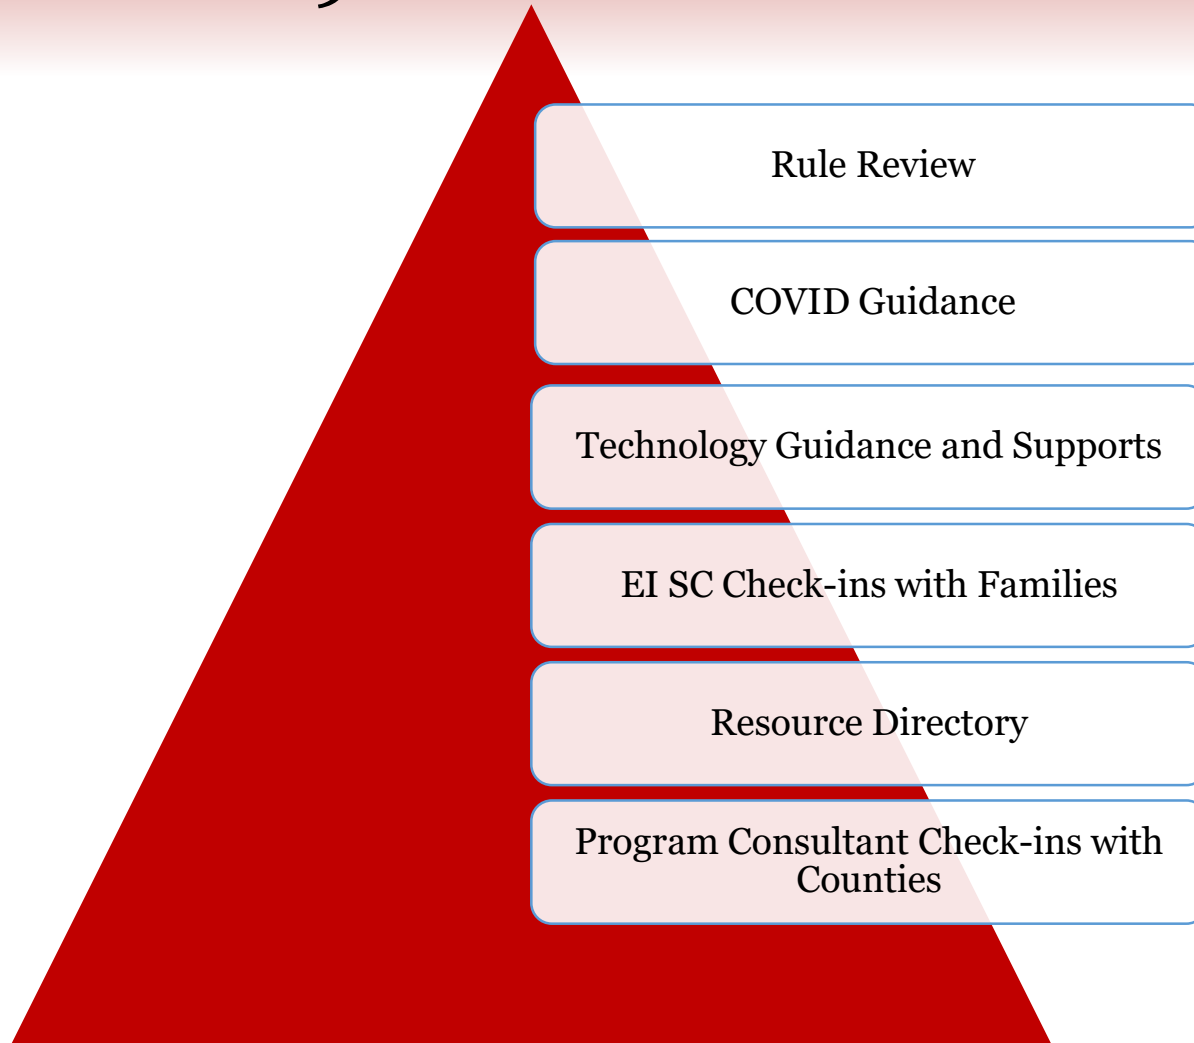 Rule Review
COVID Guidance
Technology Guidance and Supports
EI SC Check-ins with Families
Resource Directory
Program Consultant Check-ins with
Counties